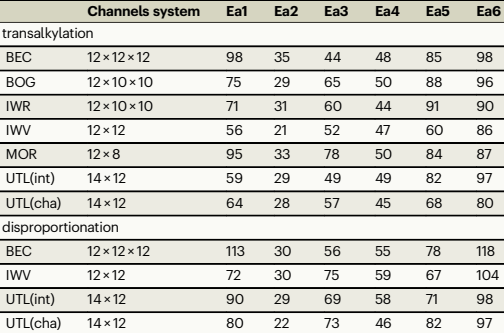 Channels system Ea1 Ea2 Ea3 Ea4 Ea5 Ea6
transalkylation
BEC 12 × 12 × 12 98 35 44 48 85 98
BOG 12 × 10 × 10 75 29 65 50 88 96
IWR 12 × 10 × 10 71 31 60 44 91 90
IWV 12 × 12 56 21 52 47 60 86
MOR 12 × 8 95 33 78 50 84 87
UTL(int) 14 × 12 59 29 49 49 82 97
UTL(cha) 14 × 12 64 28 57 45 68 80
disproportionation
BEC 12 × 12 × 12 113 30 56 55 78 118
IWV 12 × 12 72 30 75 59 67 104
UTL(int) 14 × 12 90 29 69 58 71 98
UTL(cha) 14 × 12 80 22 73 46 82 97